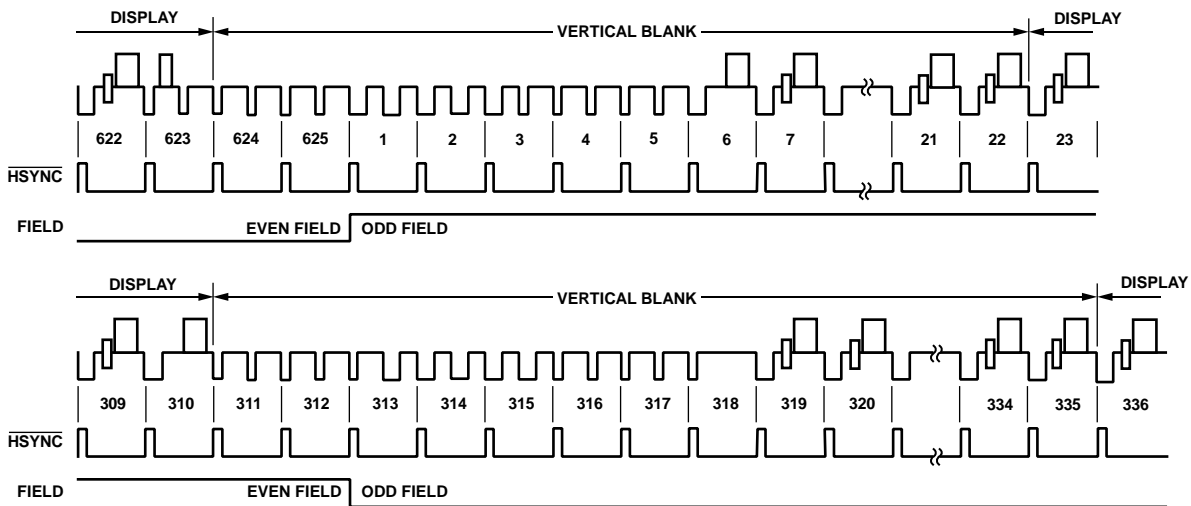 DISPLAY VERTICAL BLANK DISPLAY
622 623 624 625 1 2 3 4 5 6 7 21 22 23
HSYNC
FIELD EVEN FIELD ODD FIELD
DISPLAY VERTICAL BLANK DISPLAY
309 310 311 312 313 314 315 316 317 318 319 320 334 335 336
HSYNC
FIELD EVEN FIELD ODD FIELD